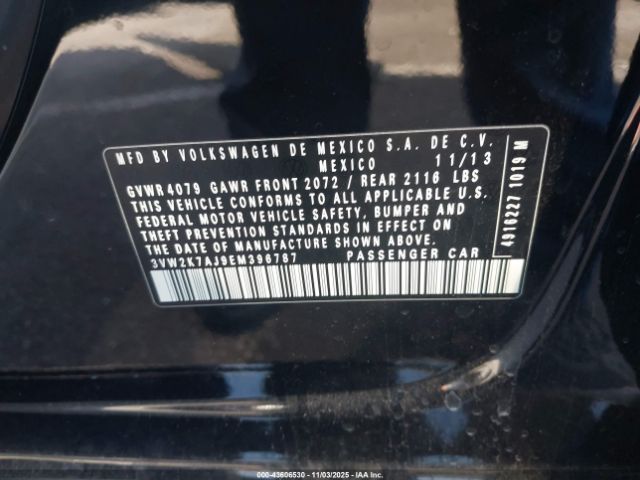 MFD. BY VOLKSWAGEN DE MEXICO S.A. DE C.V.
MEXICO 11/13
GVWR 4079 GAWR FRONT 2072 / REAR 2116 LBS
THIS VEHICLE CONFORMS TO ALL APPLICABLE U.S.
FEDERAL MOTOR VEHICLE SAFETY, BUMPER AND
THEFT PREVENTION STANDARDS IN EFFECT ON
THE DATE OF MANUFACTURE SHOWN ABOVE.
3VW2K7AJ9EM396787 PASSENGER CAR
4916227 1019 M
000-43606530 - 11/03/2025 - IAA Inc.